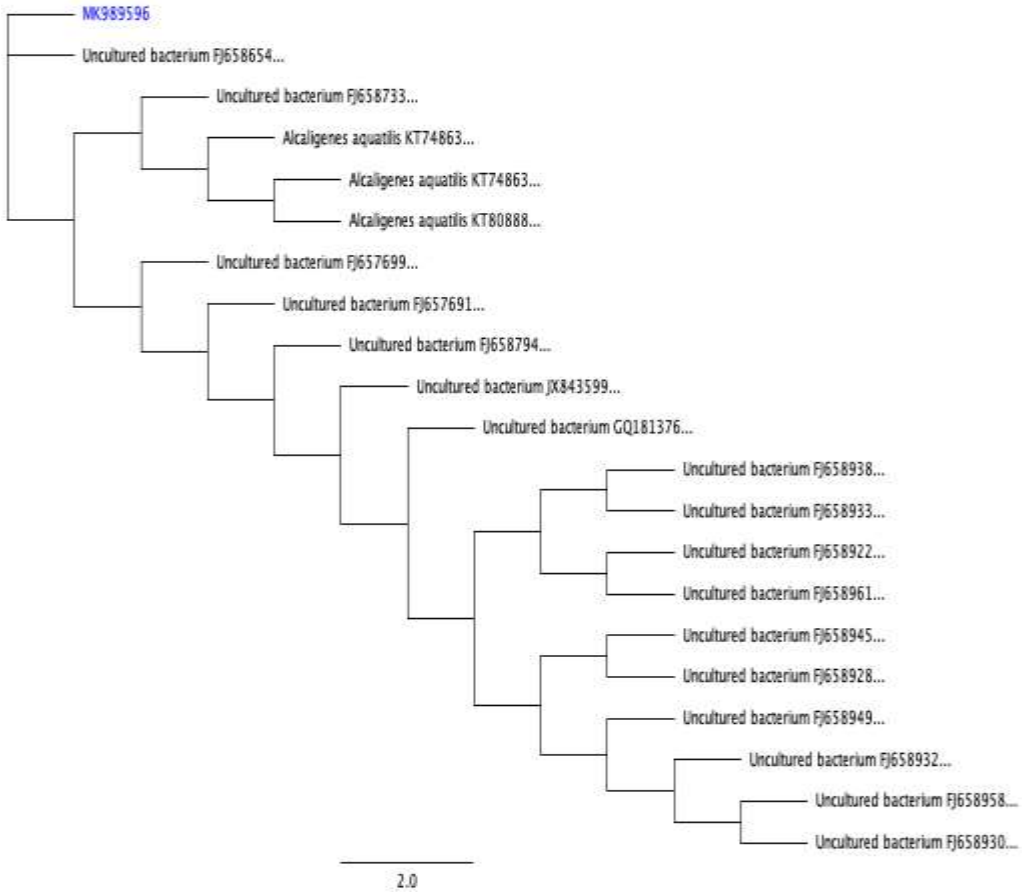 MK989596
Uncultured bacterium FJ658654...
Uncultured bacterium FJ658733...
Alcaligenes aquatilis KT74863...
Alcaligenes aquatilis KT74863...
Alcaligenes aquatilis KT80888...
Uncultured bacterium FJ657699...
Uncultured bacterium FJ657691...
Uncultured bacterium FJ658794...
Uncultured bacterium JX843599...
Uncultured bacterium GQ181376...
Uncultured bacterium FJ658938...
Uncultured bacterium FJ658933...
Uncultured bacterium FJ658922...
Uncultured bacterium FJ658961...
Uncultured bacterium FJ658945...
Uncultured bacterium FJ658928...
Uncultured bacterium FJ658949...
Uncultured bacterium FJ658932...
Uncultured bacterium FJ658958...
Uncultured bacterium FJ658930...
2.0